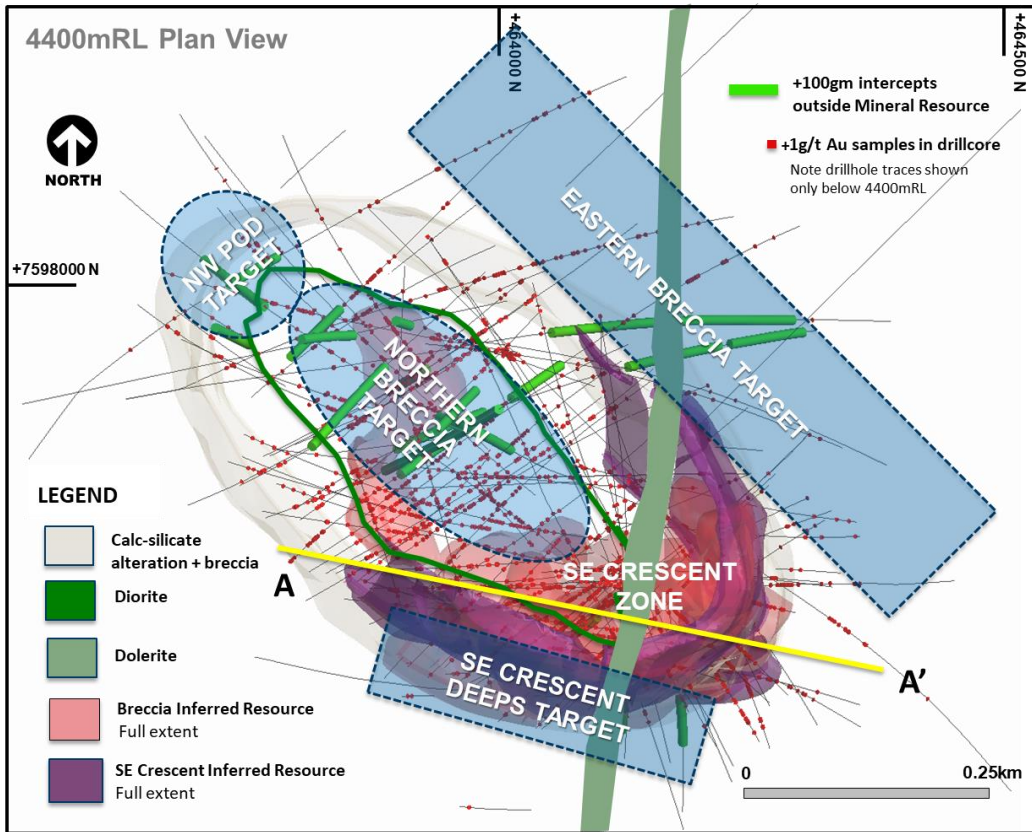 4400mRL Plan View
+464000 N
+464500 N
+100gm intercepts
outside Mineral Resource
+1g/t Au samples in drillcore
Note drillhole traces shown
only below 4400mRL
NORTH
+7598000 N
NW POD
TARGET
EASTERN BRECCIA TARGET
NORTHERN
BRECCIA
TARGET
SE CRESCENT
ZONE
A
A'
SE CRESCENT
DEEPS TARGET
LEGEND
Calc-silicate
alteration + breccia
Diorite
Dolerite
Breccia Inferred Resource
Full extent
SE Crescent Inferred Resource
Full extent
0
0.25km